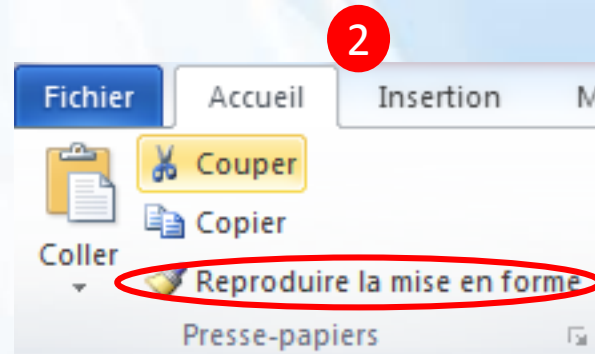 2
Fichier Accueil Insertion M
Couper
Copier
Coller
Reproduire la mise en forme
Presse-papiers